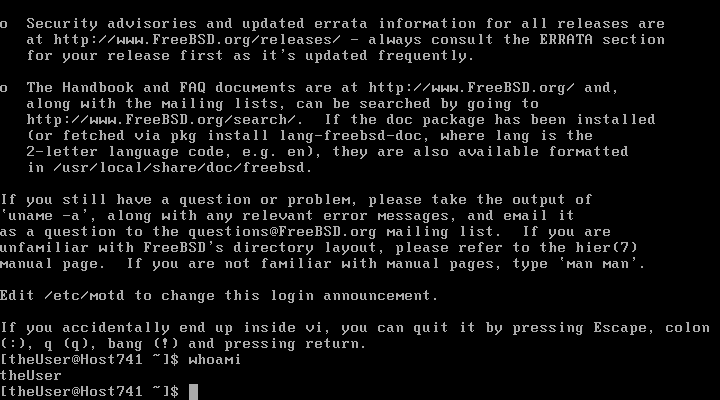 o  Security advisories and updated errata information for all releases are
   at http://www.FreeBSD.org/releases/ - always consult the ERRATA section
   for your release first as it's updated frequently.
o  The Handbook and FAQ documents are at http://www.FreeBSD.org/ and,
   along with the mailing lists, can be searched by going to
   http://www.FreeBSD.org/search/.  If the doc package has been installed
   (or fetched via pkg install lang-freebsd-doc, where lang is the
   2-letter language code, e.g. en), they are also available formatted
   in /usr/local/share/doc/freebsd.
If you still have a question or problem, please take the output of
`uname -a', along with any relevant error messages, and email it
as a question to the questions@FreeBSD.org mailing list.  If you are
unfamiliar with FreeBSD's directory layout, please refer to the hier(7)
manual page.  If you are not familiar with manual pages, type `man man'.
Edit /etc/motd to change this login announcement.
If you accidentally end up inside vi, you can quit it by pressing Escape, colon
(:), q (q), bang (!) and pressing return.
[theUser@Host741 ~]$ whoami
theUser
[theUser@Host741 ~]$